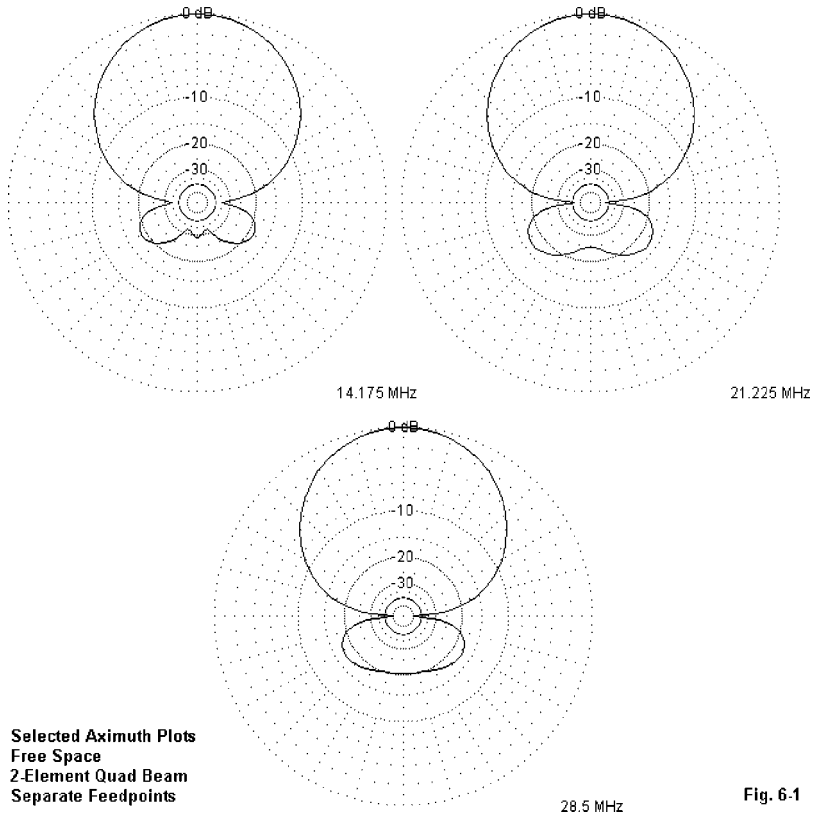 0 dB
-10
-20
-30
0 dB
-10
-20
-30
14.175 MHz
21.225 MHz
0 dB
-10
-20
-30
Selected Aximuth Plots
Free Space
2-Element Quad Beam
Separate Feedpoints
28.5 MHz
Fig. 6-1